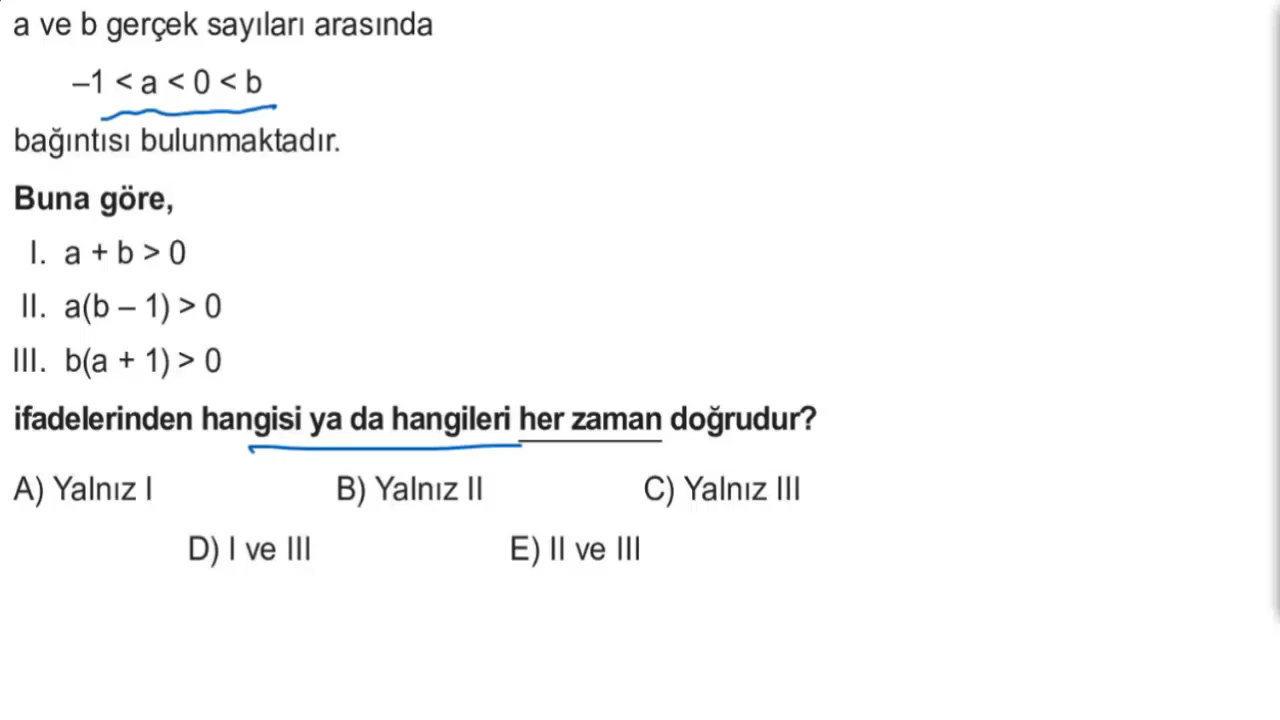 a ve b gerçek sayıları arasında
–1 < a < 0 < b
bağıntısı bulunmaktadır.
Buna göre,
I. a + b > 0
II. a(b – 1) > 0
III. b(a + 1) > 0
ifadelerinden hangisi ya da hangileri her zaman doğrudur?
A) Yalnız I B) Yalnız II C) Yalnız III
D) I ve III E) II ve III